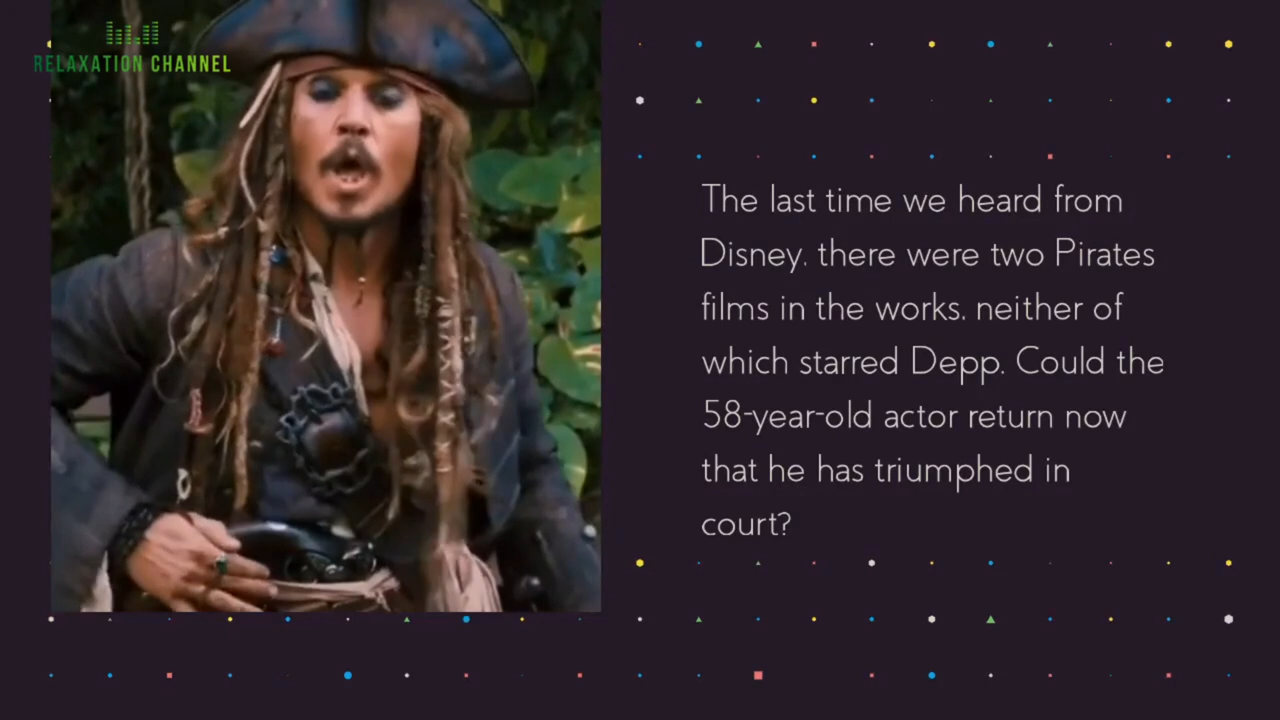 RELAXATION CHANNEL
The last time we heard from
Disney, there were two Pirates
films in the works, neither of
which starred Depp. Could the
58-year-old actor return now
that he has triumphed in
court?